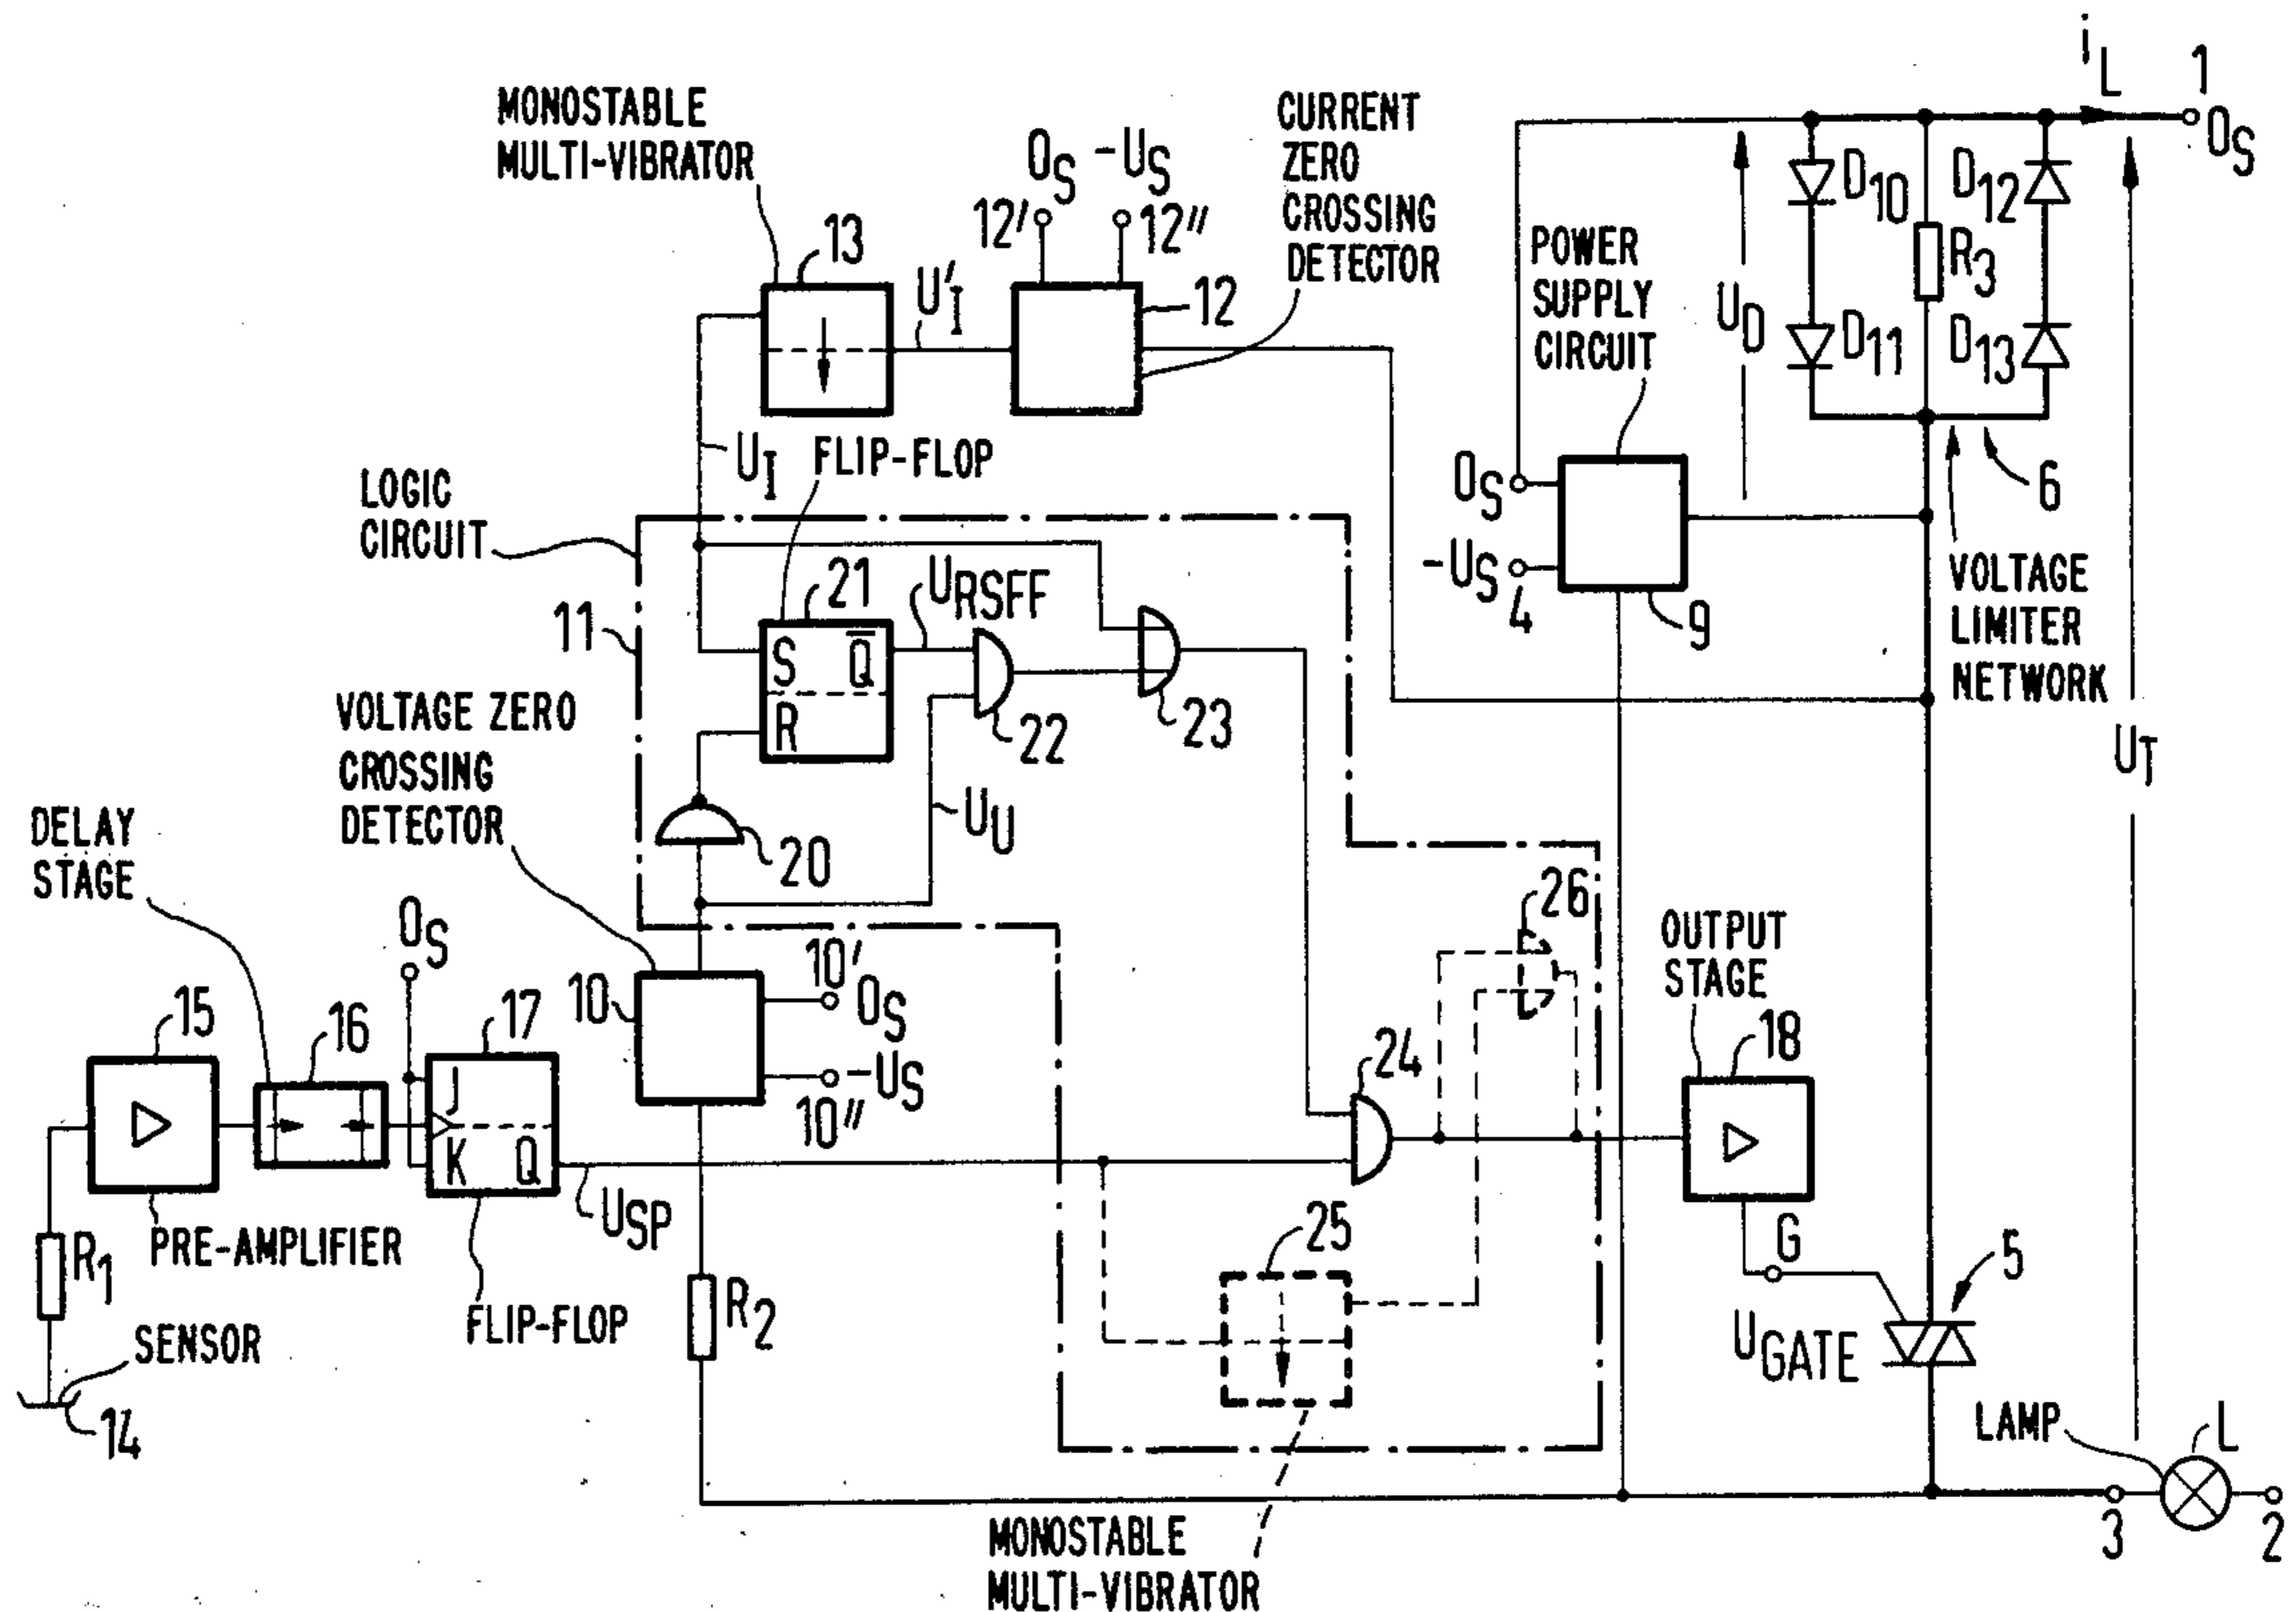 iL
1
0S
MONOSTABLE
MULTI-VIBRATOR
0S
-US
CURRENT
ZERO
CROSSING
DETECTOR
12'
12"
13
U'I
12
POWER
SUPPLY
CIRCUIT
UD
D10
D12
R3
D11
D13
UI
FLIP-FLOP
LOGIC
CIRCUIT
0S
-US
4
9
6
VOLTAGE
LIMITER
NETWORK
UT
11
21
URSFF
S
Q̅
R
22
23
VOLTAGE ZERO
CROSSING
DETECTOR
UU
20
DELAY
STAGE
0S
10
10'
0S
-US
10"
26
OUTPUT
STAGE
15
16
17
J
K
Q
24
18
USP
R1
PRE-AMPLIFIER
FLIP-FLOP
R2
25
G
5
UGATE
SENSOR
14
LAMP
L
3
2
MONOSTABLE
MULTI-VIBRATOR